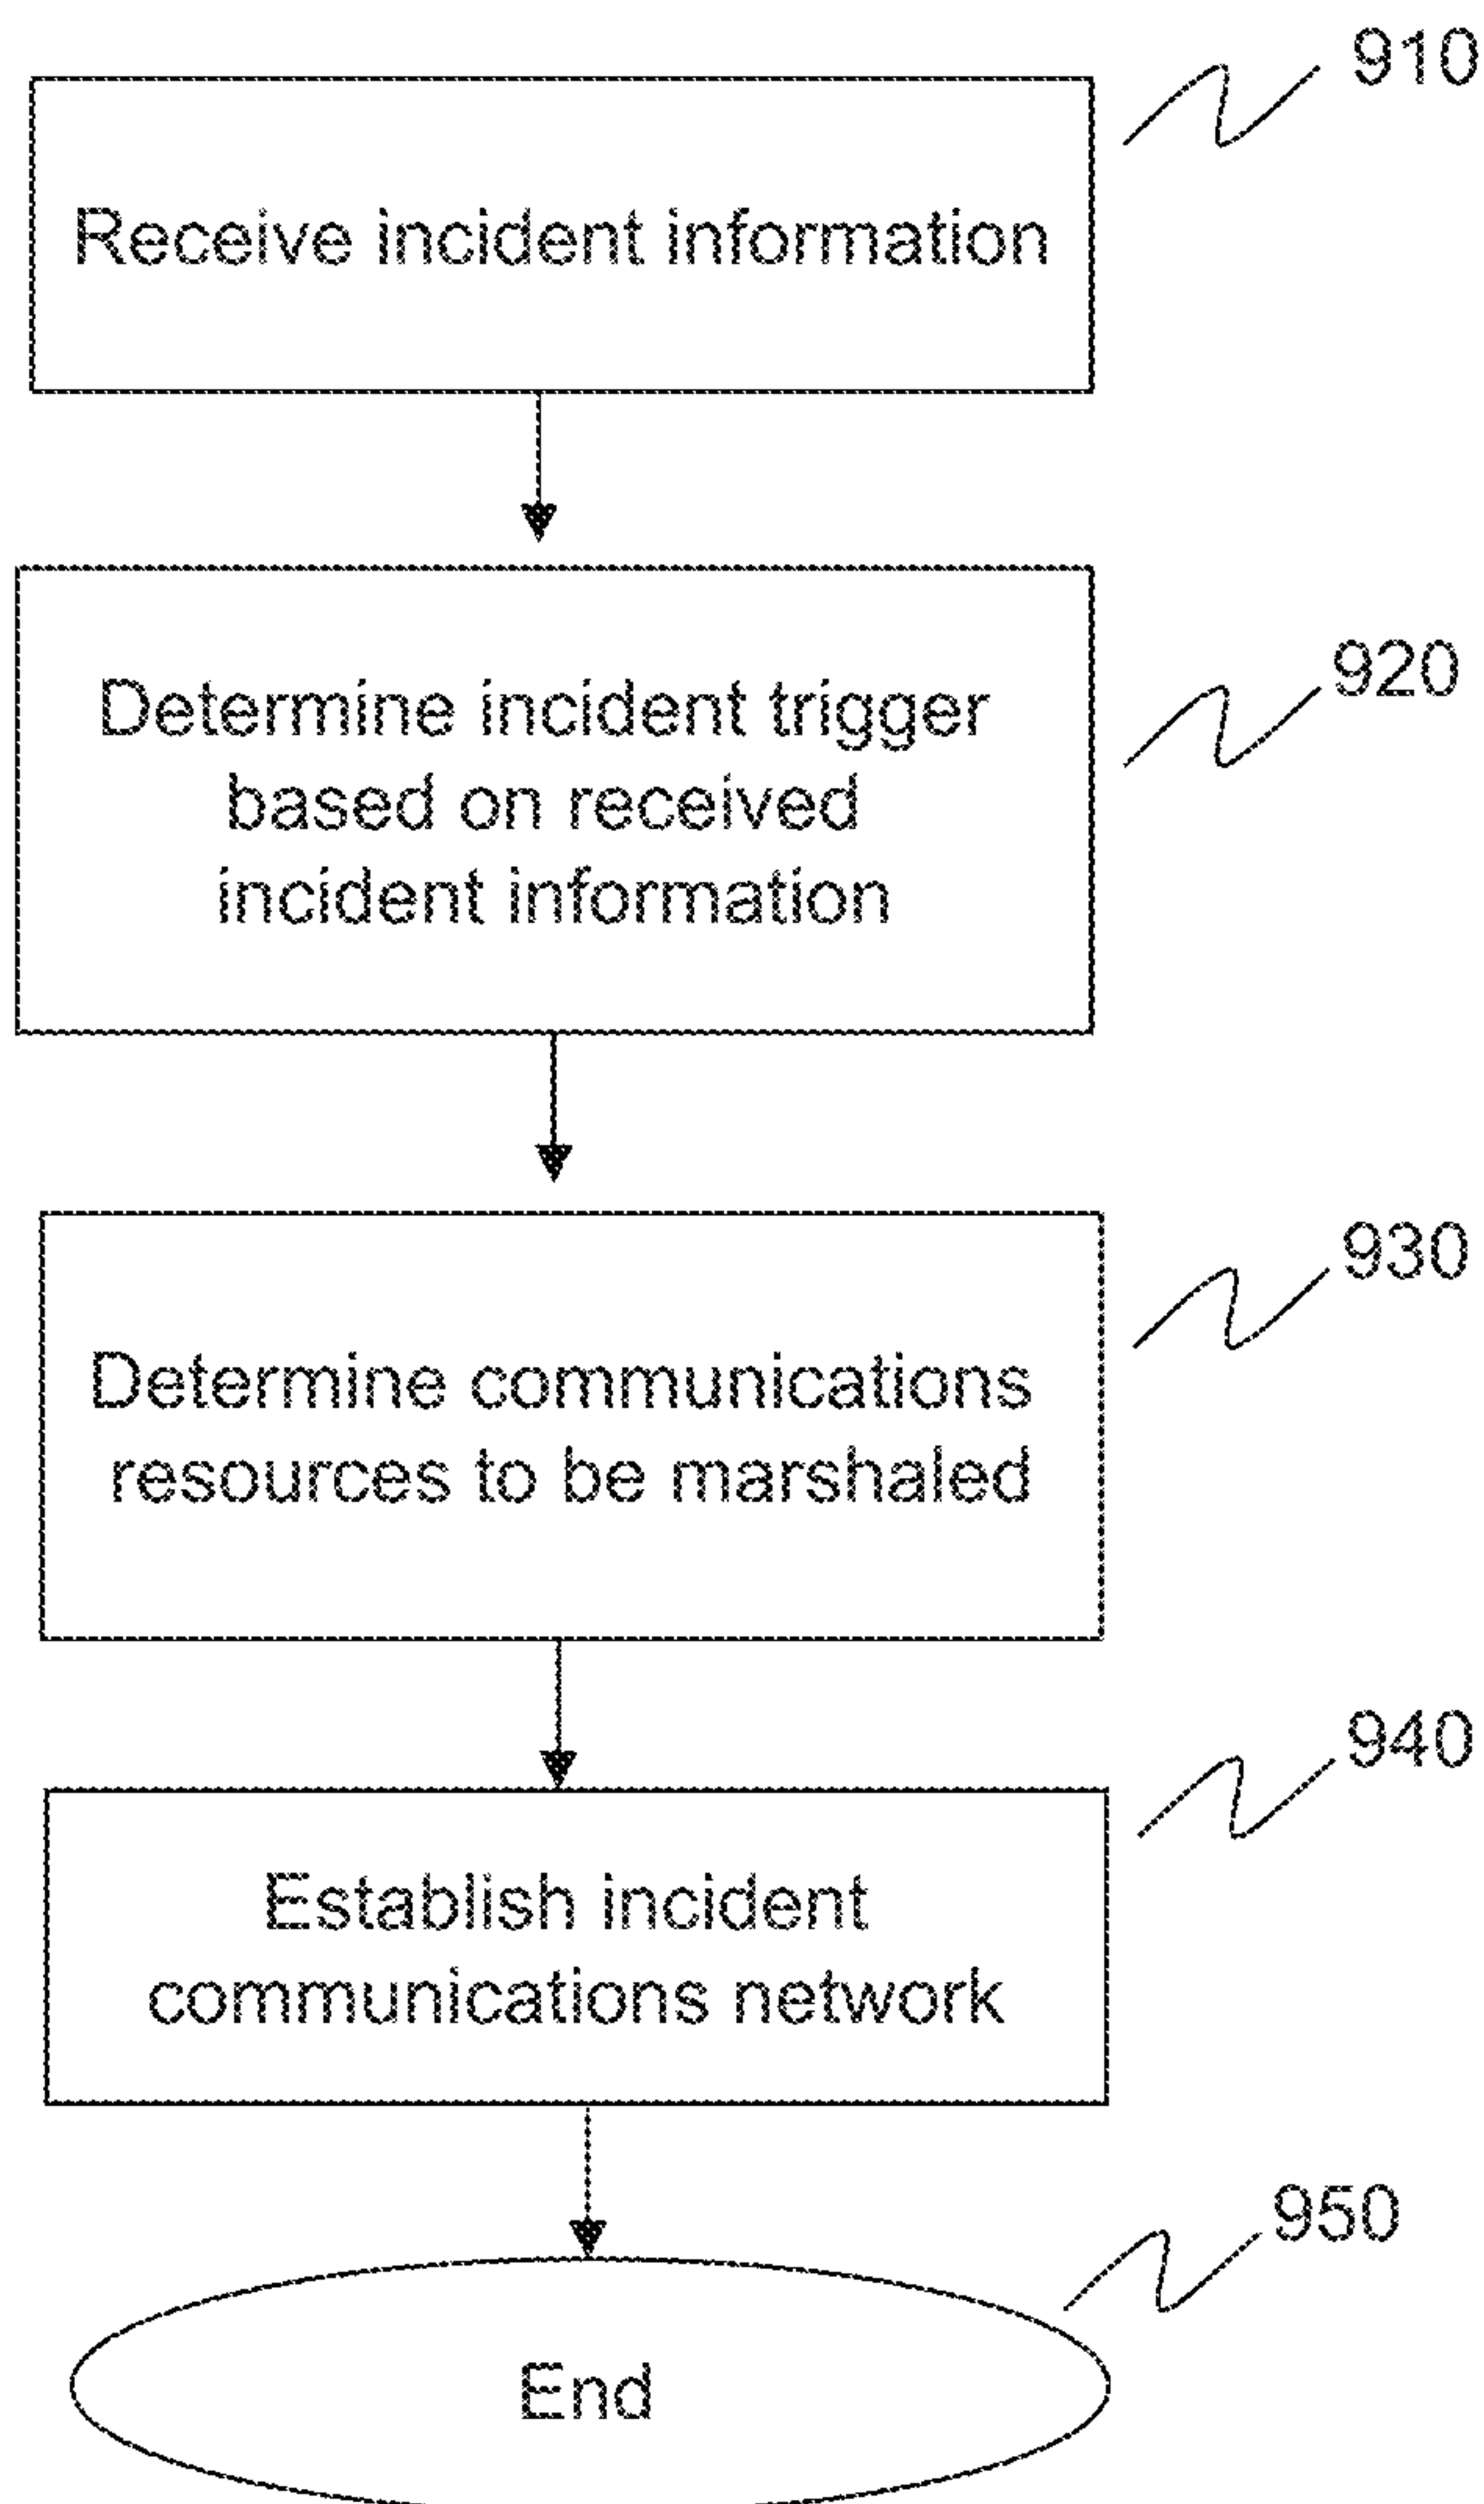 910
Receive incident information
920
Determine incident trigger
based on received
incident information
930
Determine communications
resources to be marshaled
940
Establish incident
communications network
950
End